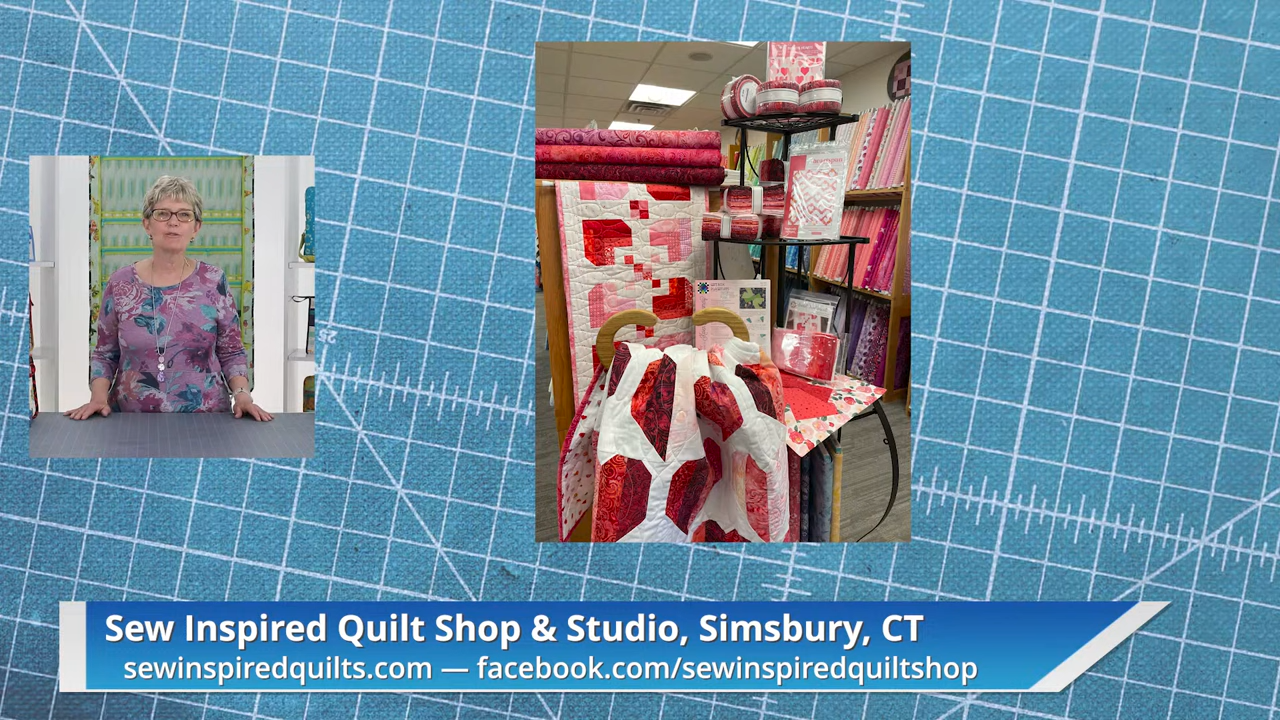 Sew Inspired Quilt Shop & Studio, Simsbury, CT
sewinspiredquilts.com — facebook.com/sewinspiredquiltshop